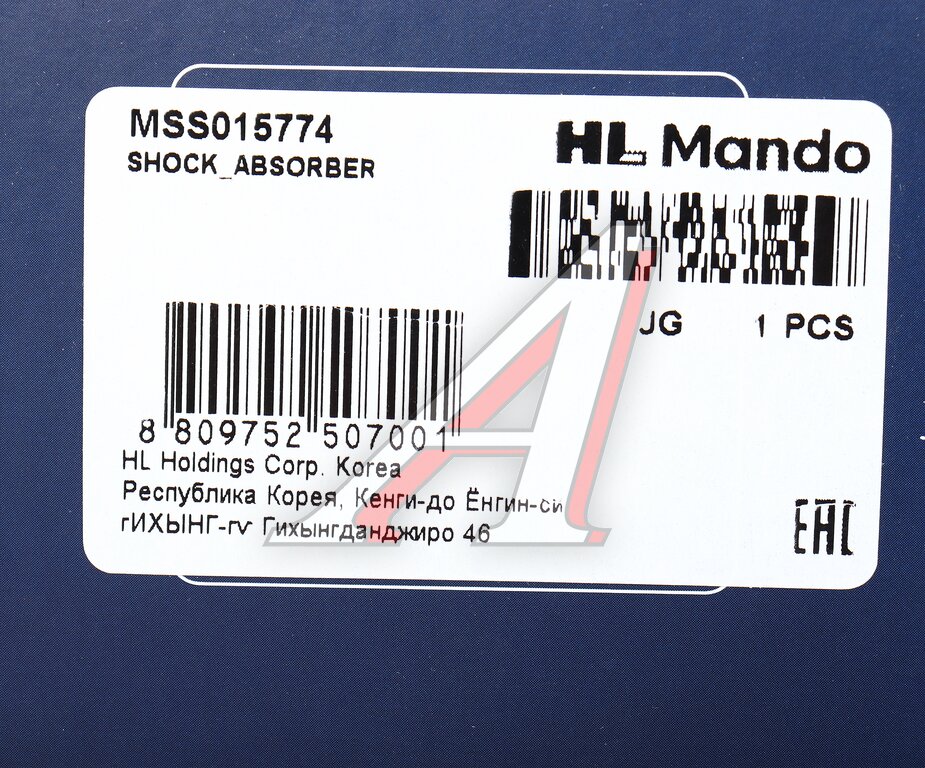 MSS015774
SHOCK_ABSORBER
HL Mando
JG 1 PCS
8 809752 507001
HL Holdings Corp. Korea
Республика Корея, Кенги-до Ёнгин-си
гИХЫНГ-гv Гихынгданджиро 46
EAC